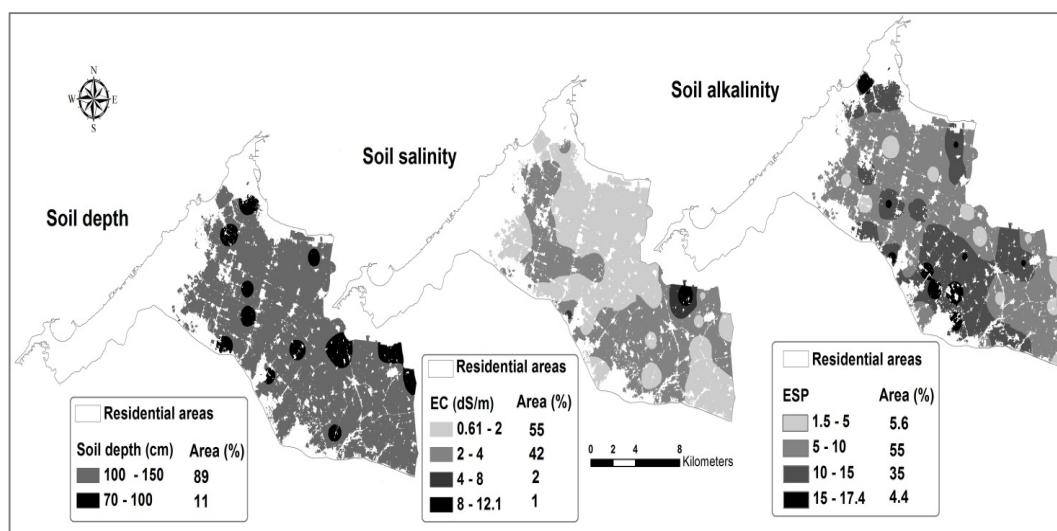 N
W E
S
Soil depth
Soil salinity
Soil alkalinity
Residential areas
Soil depth (cm) Area (%)
100 - 150 89
70 - 100 11
Residential areas
EC (dS/m) Area (%)
0.61 - 2 55
2 - 4 42
4 - 8 2
8 - 12.1 1
0 2 4 8
Kilometers
Residential areas
ESP Area (%)
1.5 - 5 5.6
5 - 10 55
10 - 15 35
15 - 17.4 4.4